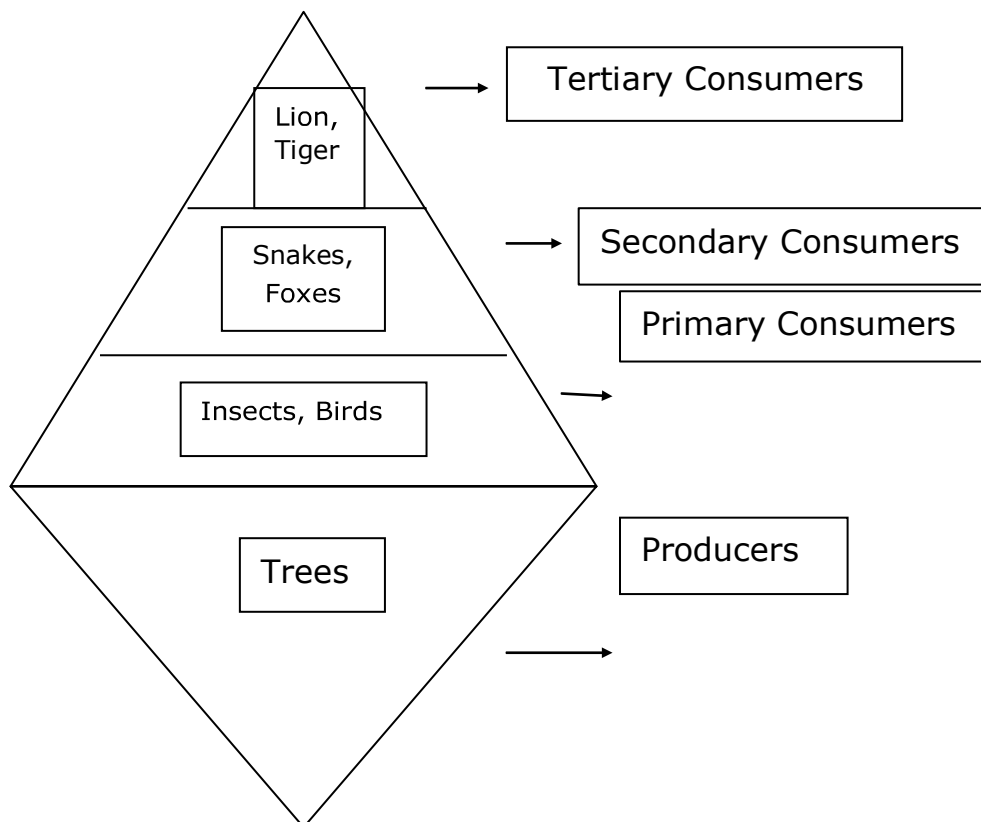 Tertiary Consumers
Lion,
Tiger
Secondary Consumers
Snakes,
Foxes
Primary Consumers
Insects, Birds
Producers
Trees